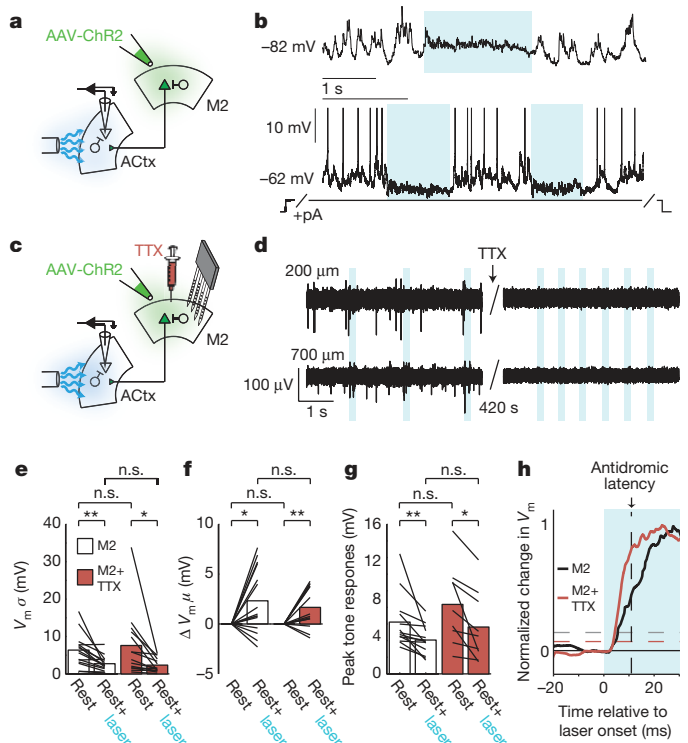 a
AAV-ChR2
M2
ACtx
b
–82 mV
1 s
10 mV
–62 mV
+pA
c
TTX
AAV-ChR2
M2
ACtx
d
TTX
200 μm
700 μm
100 μV
1 s
420 s
e
n.s.
n.s.
** *
M2
M2+
TTX
Vm σ (mV)
40
30
20
10
0
Rest
Rest+
laser
Rest
Rest+
laser
f
n.s.
n.s.
* **
Δ Vm μ (mV)
10
5
0
–5
Rest
Rest+
laser
Rest
Rest+
laser
g
n.s.
n.s.
** *
Peak tone respones (mV)
16
12
8
4
0
Rest
Rest+
laser
Rest
Rest+
laser
h
Antidromic
latency
Normalized change in Vm
1
0
M2
M2+
TTX
–20 0 20
Time relative to
laser onset (ms)